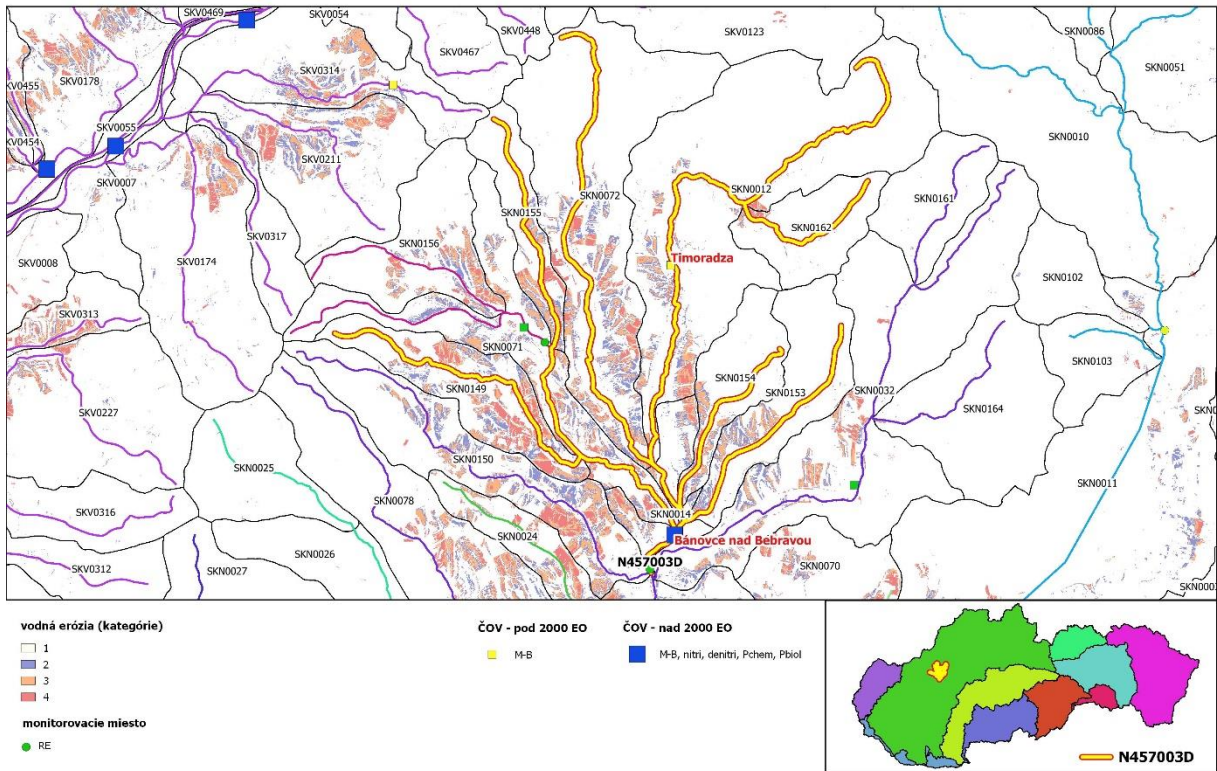 SKV0469
SKV0054
SKV0448
SKV0123
SKN0086
SKV0467
SKV0314
SKN0051
SKV0178
SKV0455
SKV0055
SKN0010
KV0454
SKV0211
SKV0007
SKN0012
SKN0161
SKN0072
SKN0155
SKN0162
SKV0317
SKN0156
SKV0008
SKV0174
Timoradza
SKN0102
SKV0313
SKN0071
SKN0103
SKN0154
SKN0149
SKN0153
SKN0032
SKN0164
SKV0227
SKN0150
SKN0025
SKN0011
SKN0078
SKV0316
SKN0014
SKN0024
Bánovce nad Bebravou
SKN0026
N457003D
SKN0070
SKV0312
SKN0027
SKN000
vodná erózia (kategórie)
1
2
3
4
monitorovacie miesto
RE
ČOV - pod 2000 EO
M-B
ČOV - nad 2000 EO
M-B, nitri, denitri, Pchem, Pbiol
N457003D